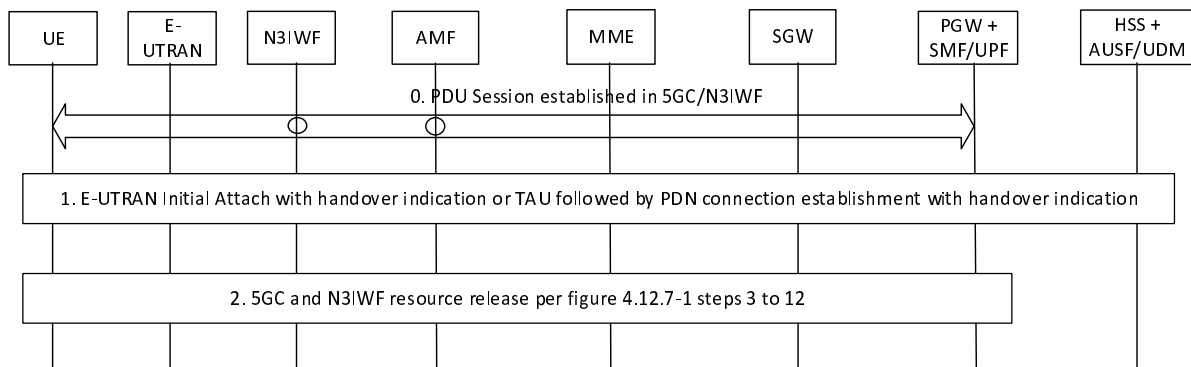 UE
E-
UTRAN
N3IWF
AMF
MME
SGW
PGW +
SMF/UPF
HSS +
AUSF/UDM
0. PDU Session established in 5GC/N3IWF
1. E-UTRAN Initial Attach with handover indication or TAU followed by PDN connection establishment with handover indication
2. 5GC and N3IWF resource release per figure 4.12.7-1 steps 3 to 12